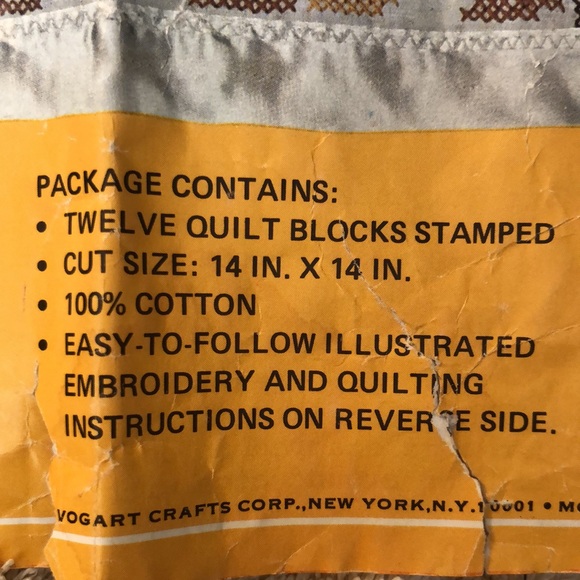 PACKAGE CONTAINS:
• TWELVE QUILT BLOCKS STAMPED
• CUT SIZE: 14 IN. X 14 IN.
• 100% COTTON
• EASY-TO-FOLLOW ILLUSTRATED
EMBROIDERY AND QUILTING
INSTRUCTIONS ON REVERSE SIDE.
VOGART CRAFTS CORP., NEW YORK, N.Y. 10001 •